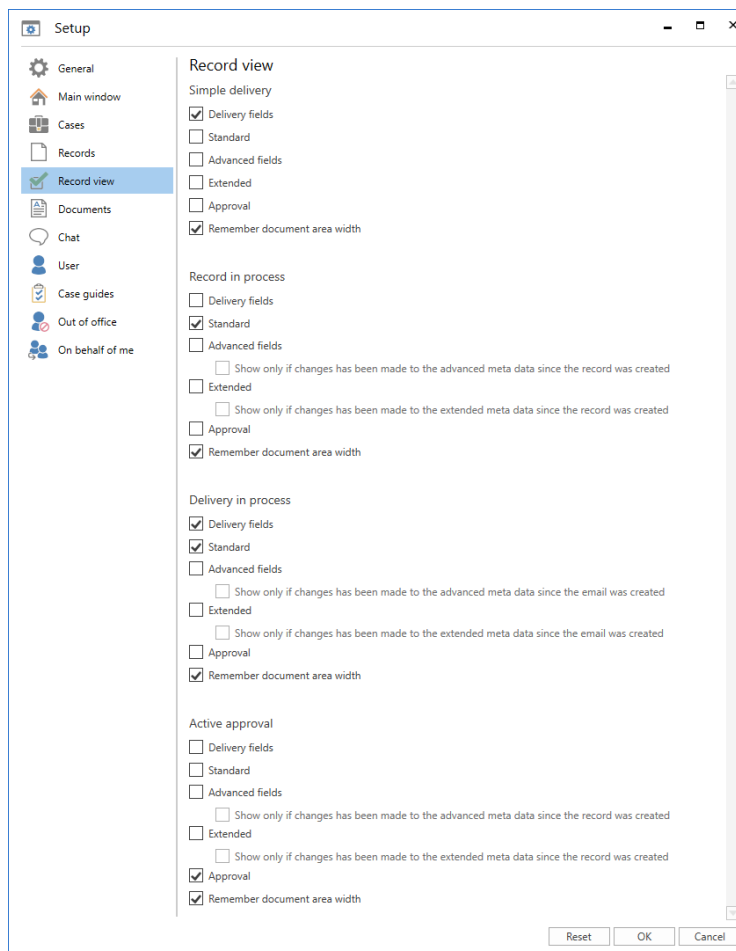 Setup
General
Main window
Cases
Records
Record view
Documents
Chat
User
Case guides
Out of office
On behalf of me
Record view
Simple delivery
Delivery fields
Standard
Advanced fields
Extended
Approval
Remember document area width
Record in process
Delivery fields
Standard
Advanced fields
Show only if changes has been made to the advanced meta data since the record was created
Extended
Show only if changes has been made to the extended meta data since the record was created
Approval
Remember document area width
Delivery in process
Delivery fields
Standard
Advanced fields
Show only if changes has been made to the advanced meta data since the email was created
Extended
Show only if changes has been made to the extended meta data since the email was created
Approval
Remember document area width
Active approval
Delivery fields
Standard
Advanced fields
Show only if changes has been made to the advanced meta data since the record was created
Extended
Show only if changes has been made to the extended meta data since the record was created
Approval
Remember document area width
Reset OK Cancel